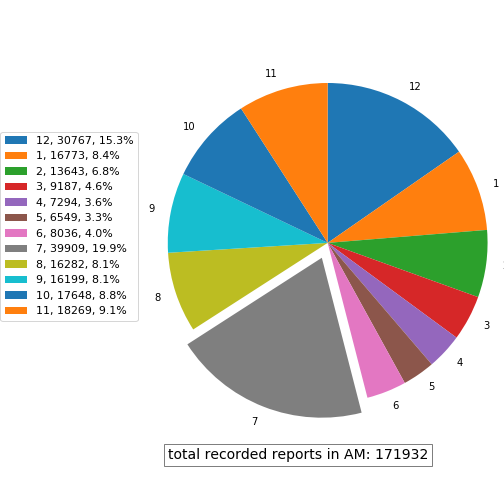 11
12
10
12, 30767, 15.3%
1, 16773, 8.4%
2, 13643, 6.8%
3, 9187, 4.6%
4, 7294, 3.6%
5, 6549, 3.3%
6, 8036, 4.0%
7, 39909, 19.9%
8, 16282, 8.1%
9, 16199, 8.1%
10, 17648, 8.8%
11, 18269, 9.1%
1
9
8
3
4
5
6
7
total recorded reports in AM: 171932